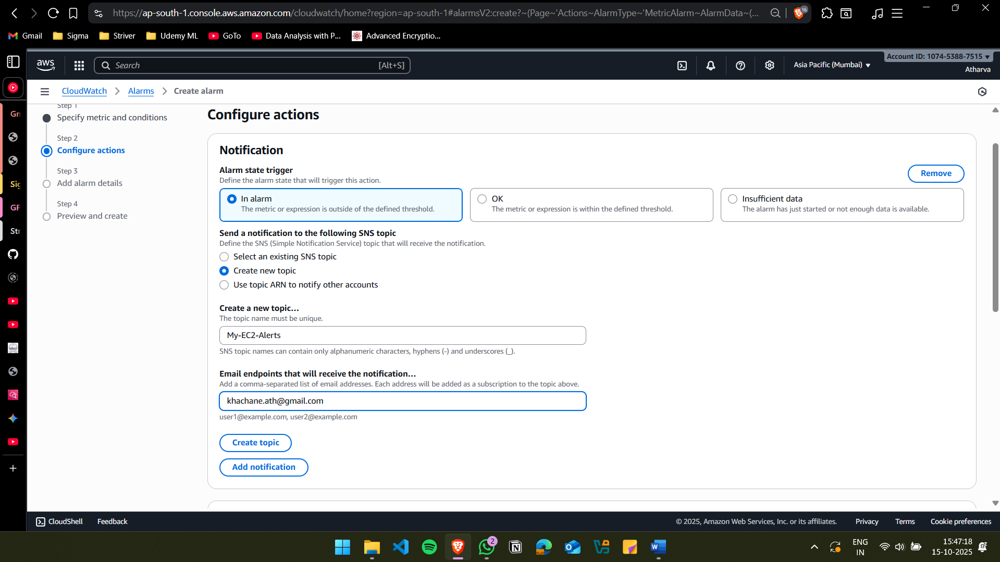 https://ap-south-1.console.aws.amazon.com/cloudwatch/home?region=ap-south-1#alarmsV2:create?~(Page~'Actions~AlarmType~'MetricAlarm~AlarmData~(...
16
Gmail
Sigma
Striver
Udemy ML
GoTo
Data Analysis with P...
Advanced Encryptio...
aws
Search
[Alt+S]
Asia Pacific (Mumbai)
Account ID: 1074-5388-7515
Atharva
CloudWatch
Alarms
Create alarm
Gr
Sig
GF
Str
Step 1
Specify metric and conditions
Step 2
Configure actions
Step 3
Add alarm details
Step 4
Preview and create
Configure actions
Notification
Alarm state trigger
Define the alarm state that will trigger this action.
Remove
In alarm
The metric or expression is outside of the defined threshold.
OK
The metric or expression is within the defined threshold.
Insufficient data
The alarm has just started or not enough data is available.
Send a notification to the following SNS topic
Define the SNS (Simple Notification Service) topic that will receive the notification.
Select an existing SNS topic
Create new topic
Use topic ARN to notify other accounts
Create a new topic...
The topic name must be unique.
My-EC2-Alerts
SNS topic names can contain only alphanumeric characters, hyphens (-) and underscores (_).
Email endpoints that will receive the notification...
Add a comma-separated list of email addresses. Each address will be added as a subscription to the topic above.
khachane.ath@gmail.com
user1@example.com, user2@example.com
Create topic
Add notification
CloudShell
Feedback
© 2025, Amazon Web Services, Inc. or its affiliates.
Privacy
Terms
Cookie preferences
2
ENG
IN
15:47:18
15-10-2025